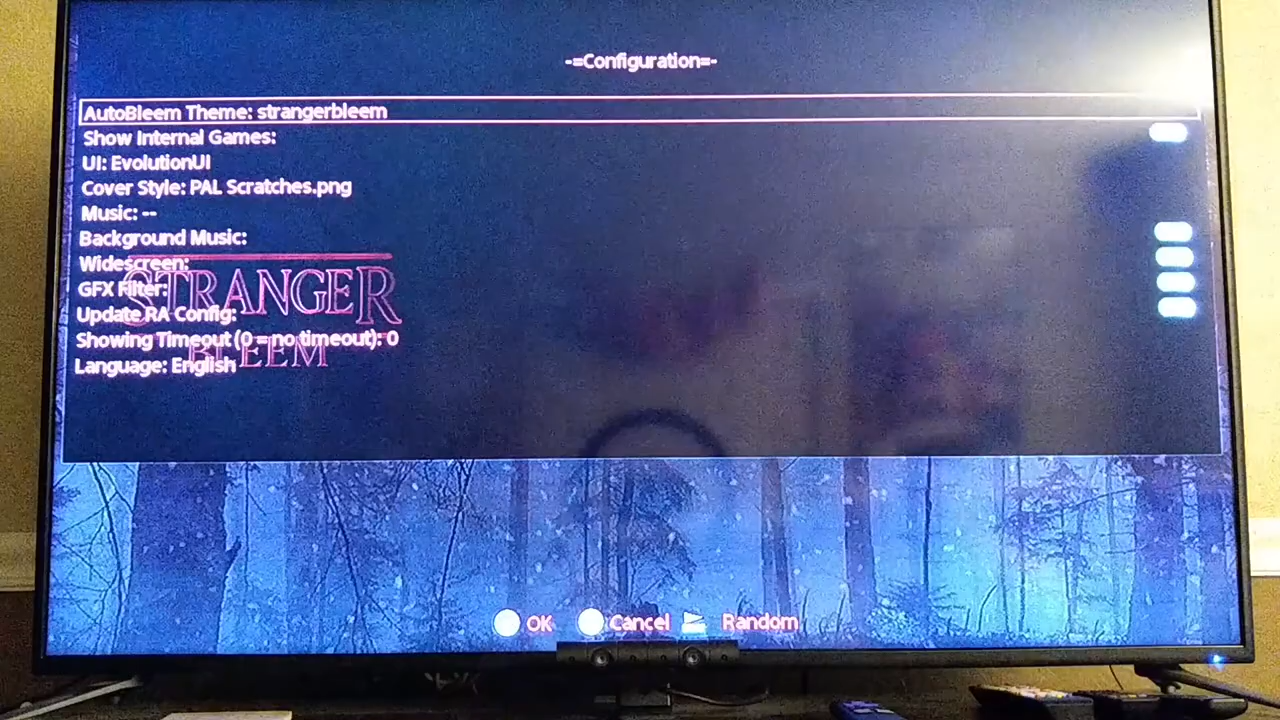 -=Configuration=-
AutoBleem Theme: strangerbleem
Show Internal Games:
UI: EvolutionUI
Cover Style: PAL Scratches.png
Music: --
Background Music:
Widescreen:
GFX Filter:
STRANGER
Update RA Config:
Showing Timeout (0 = no timeout): 0
BLEEM
Language: English
OK Cancel Random